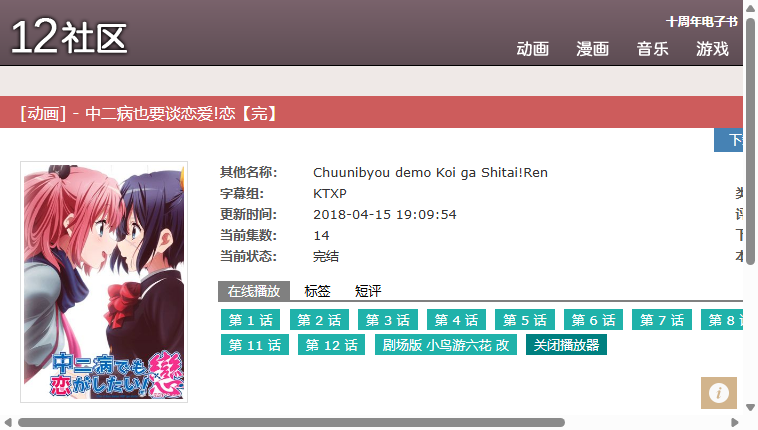 12社区
十周年电子书
动画 漫画 音乐 游戏
[动画] - 中二病也要谈恋爱!恋【完】
其他名称: Chuunibyou demo Koi ga Shitai!Ren
字幕组: KTXP
更新时间: 2018-04-15 19:09:54
当前集数: 14
当前状态: 完结
中二病でも
恋がしたい!戀
在线播放 标签 短评
第 1 话 第 2 话 第 3 话 第 4 话 第 5 话 第 6 话 第 7 话 第 8
第 11 话 第 12 话 剧场版 小鸟游六花 改 关闭播放器